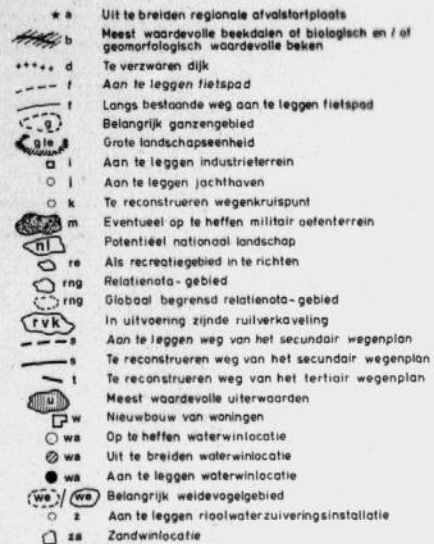 ★ a Uit te breiden regionale afvalstortplaats
b Meest waardevolle beekdalen of biologisch en / of
geomorfologisch waardevolle beken
+++++ d Te verzwaren dijk
f Aan te leggen fietspad
f Langs bestaande weg aan te leggen fietspad
g Belangrijk ganzengebied
gle Grote landschapseenheid
i Aan te leggen industrieterrein
j Aan te leggen jachthaven
k Te reconstrueren wegenkruispunt
m Eventueel op te heffen militair oefenterrein
nl Potentieel nationaal landschap
re Als recreatiegebied in te richten
rng Relatienota-gebied
rng Globaal begrensd relatienota-gebied
rvk In uitvoering zijnde ruilverkaveling
s Aan te leggen weg van het secundair wegenplan
s Te reconstrueren weg van het secundair wegenplan
t Te reconstrueren weg van het tertiair wegenplan
u Meest waardevolle uiterwaarden
w Nieuwbouw van woningen
wa Op te heffen waterwinlocatie
wa Uit te breiden waterwinlocatie
wa Aan te leggen waterwinlocatie
we / we Belangrijk weidevogelgebied
z Aan te leggen rioolwaterzuiveringsinstallatie
za Zandwinlocatie